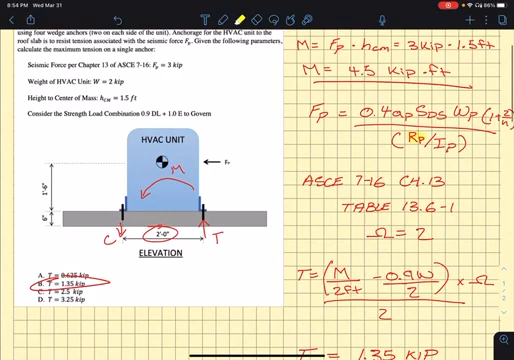 8:54 PM Wed Mar 31
using four wedge anchors (two on each side of the unit). Anchorage for the HVAC unit to the
roof slab is to resist tension associated with the seismic force Fp. Given the following parameters,
calculate the maximum tension on a single anchor.
Seismic Force per Chapter 13 of ASCE 7-16: Fp = 3 kip
Weight of HVAC Unit: W = 2 kip
Height to Center of Mass: hCM = 1.5 ft
Consider the Strength Load Combination 0.9 DL + 1.0 E to Govern
HVAC UNIT
M
FP
1'-6"
6"
C
2'-0"
T
ELEVATION
A. T = 0.625 kip
B. T = 1.35 kip
C. T = 2.5 kip
D. T = 3.25 kip
M = Fp · hcm = 3 kip · 1.5 ft
M = 4.5 kip · ft
Fp = 0.4 ap SDS Wp (1+2z/h)
(Rp/Ip)
ASCE 7-16 CH. 13
TABLE 13.6-1
Ω = 2
T = (M/2ft - 0.9W/2) × Ω
2
T = 1.35 KIP